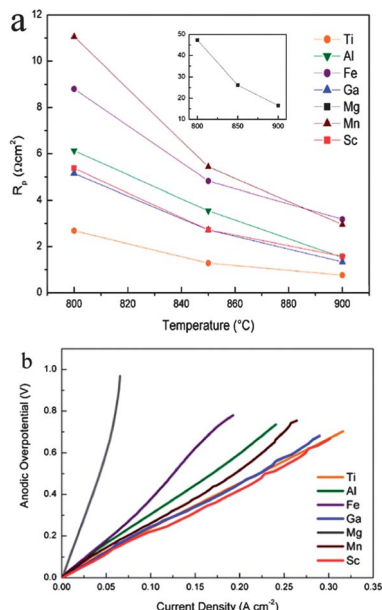 a
12
10
8
6
4
2
0
Rp (Ωcm²)
50
40
30
20
10
800 850 900
Ti
Al
Fe
Ga
Mg
Mn
Sc
800 820 840 860 880 900
Temperature (°C)
b
1.0
0.8
0.6
0.4
0.2
0.0
Anodic Overpotential (V)
Ti
Al
Fe
Ga
Mg
Mn
Sc
0.00 0.05 0.10 0.15 0.20 0.25 0.30 0.35
Current Density (A cm⁻²)